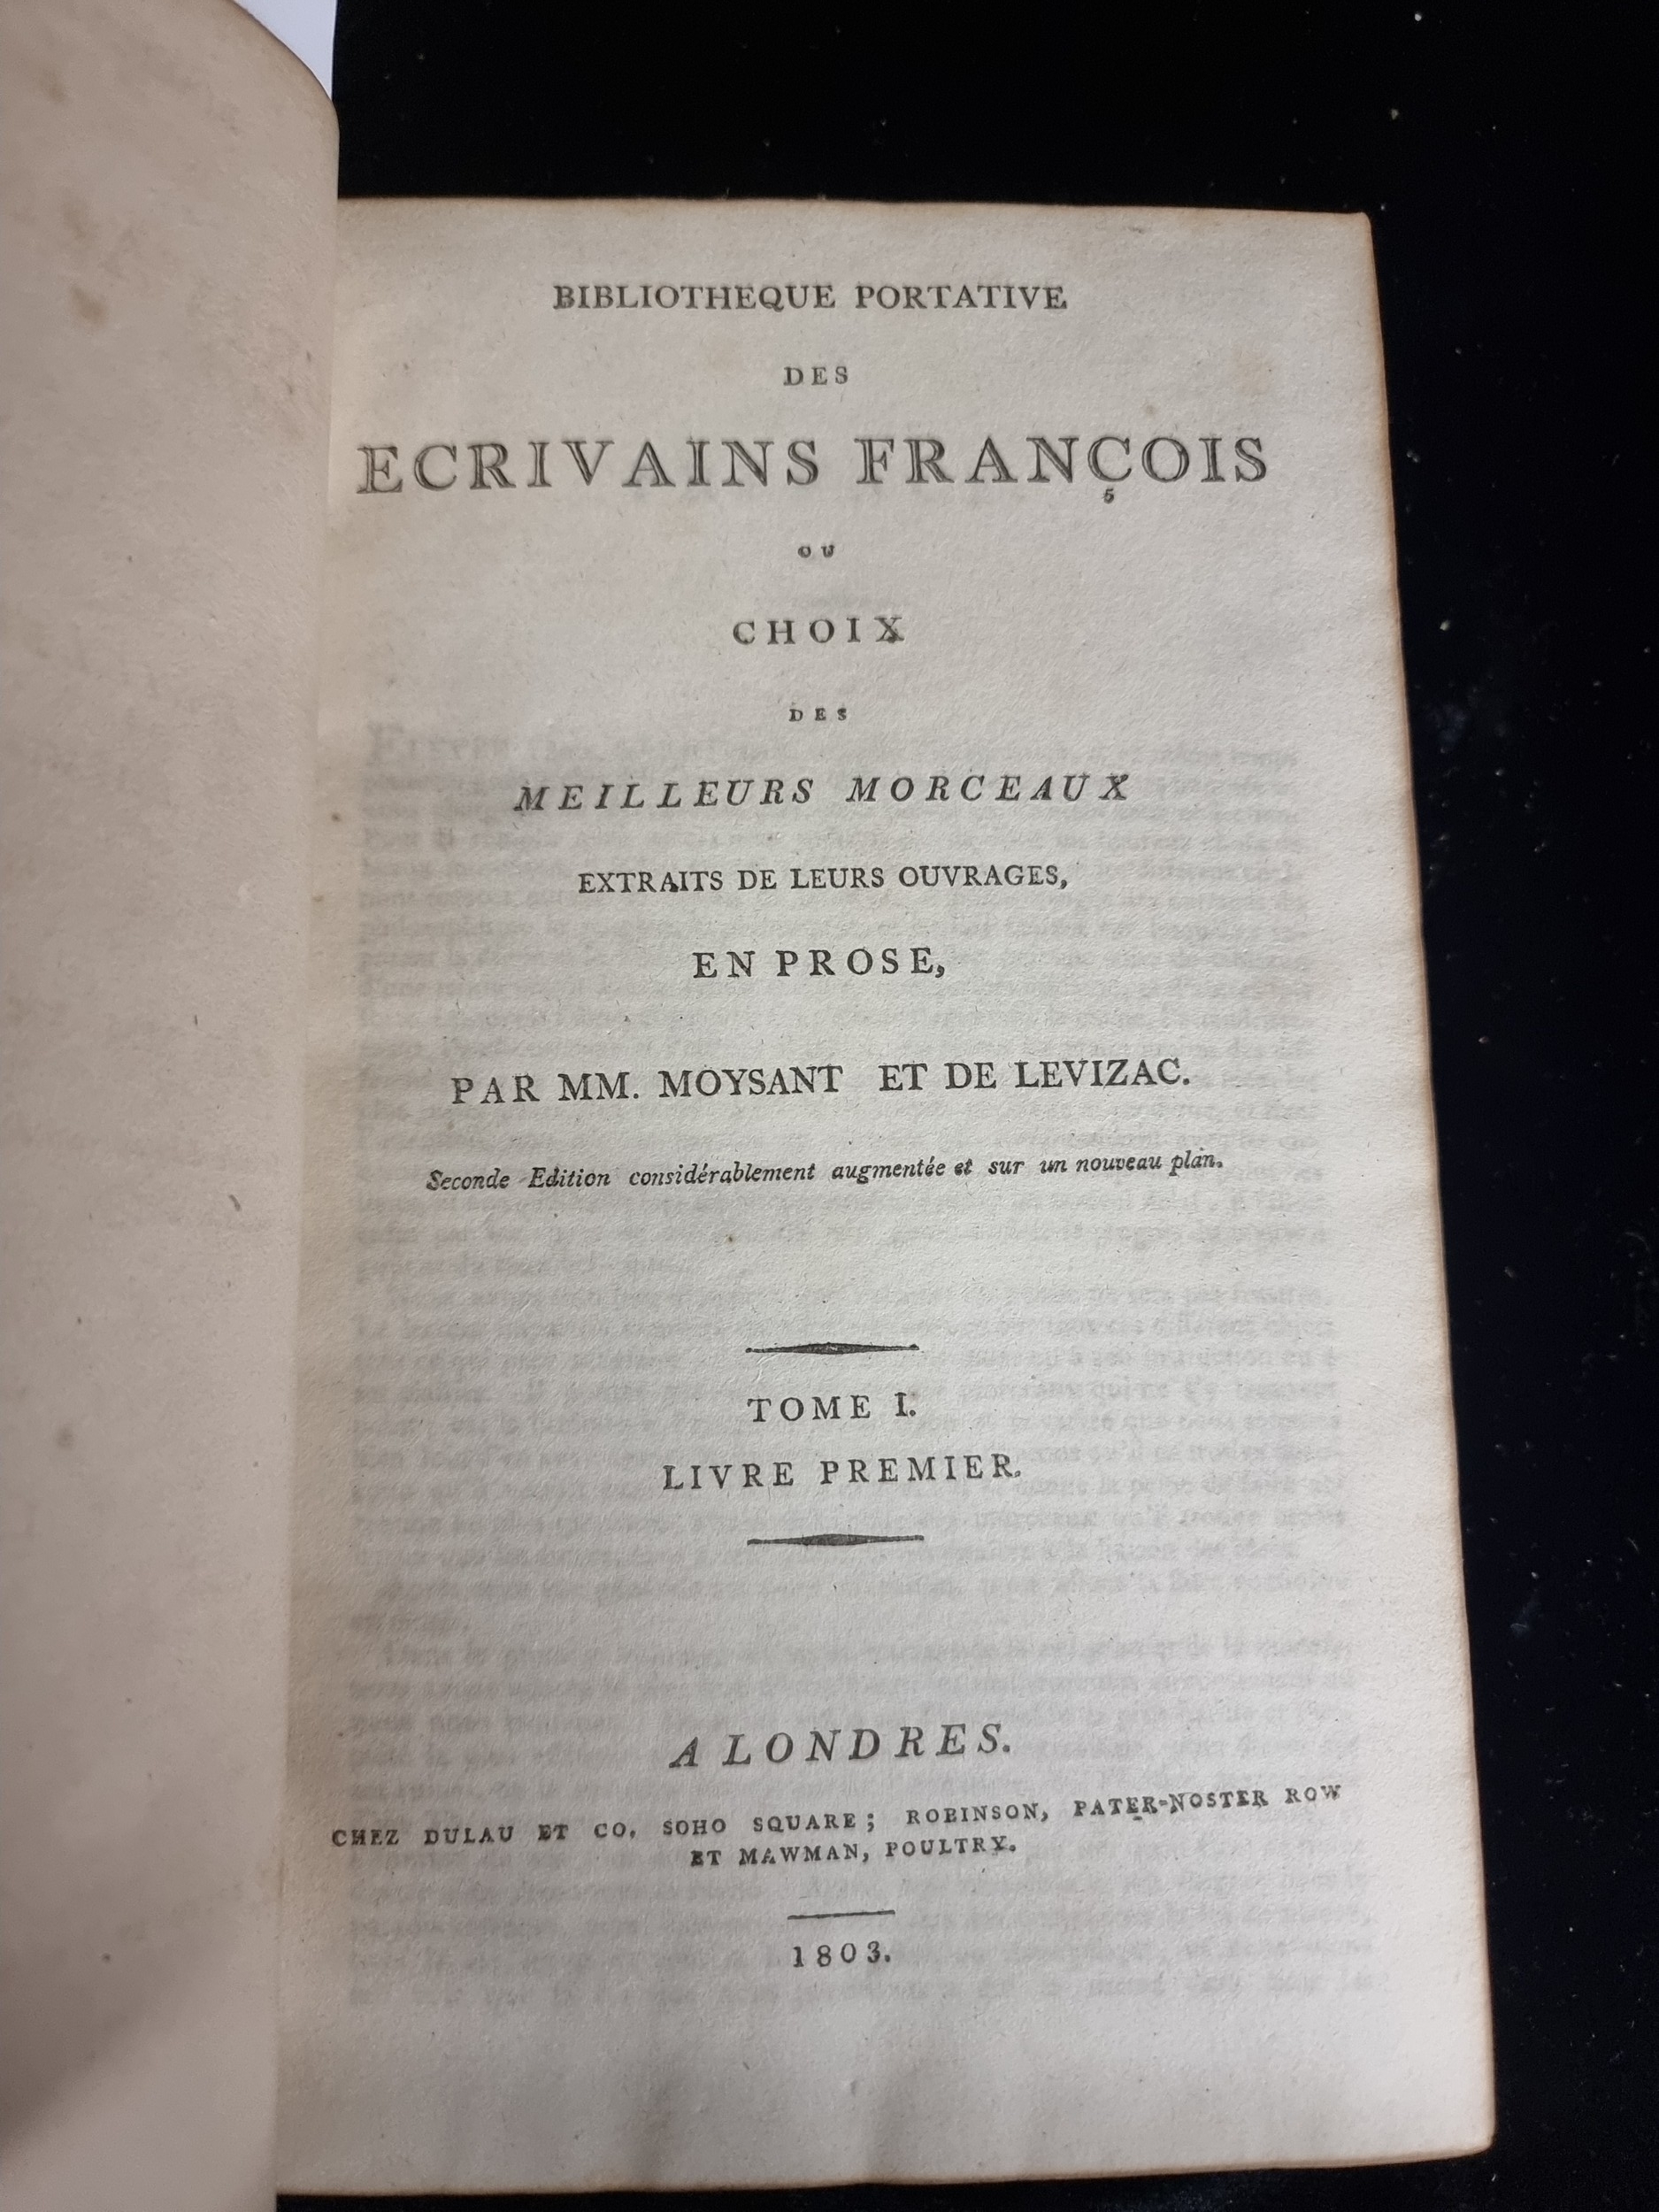 BIBLIOTHEQUE PORTATIVE
DES
ECRIVAINS FRANÇOIS
OU
CHOIX
DES
MEILLEURS MORCEAUX
EXTRAITS DE LEURS OUVRAGES,
EN PROSE,
PAR MM. MOYSANT ET DE LEVIZAC.
Seconde Edition considérablement augmentée et sur un nouveau plan.
TOME I.
LIVRE PREMIER.
A LONDRES.
CHEZ DULAU ET CO. SOHO SQUARE; ROBINSON, PATER-NOSTER ROW
ET MAWMAN, POULTRY.
1803.